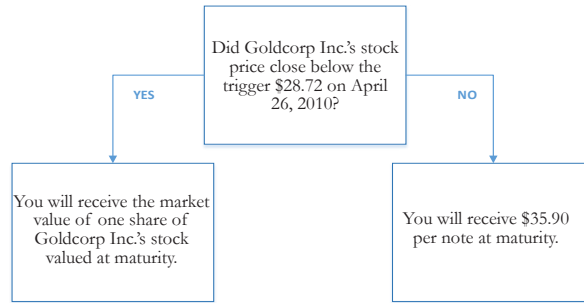 Did Goldcorp Inc.'s stock
price close below the
trigger $28.72 on April
26, 2010?
YES
NO
You will receive the market
value of one share of
Goldcorp Inc.'s stock
valued at maturity.
You will receive $35.90
per note at maturity.